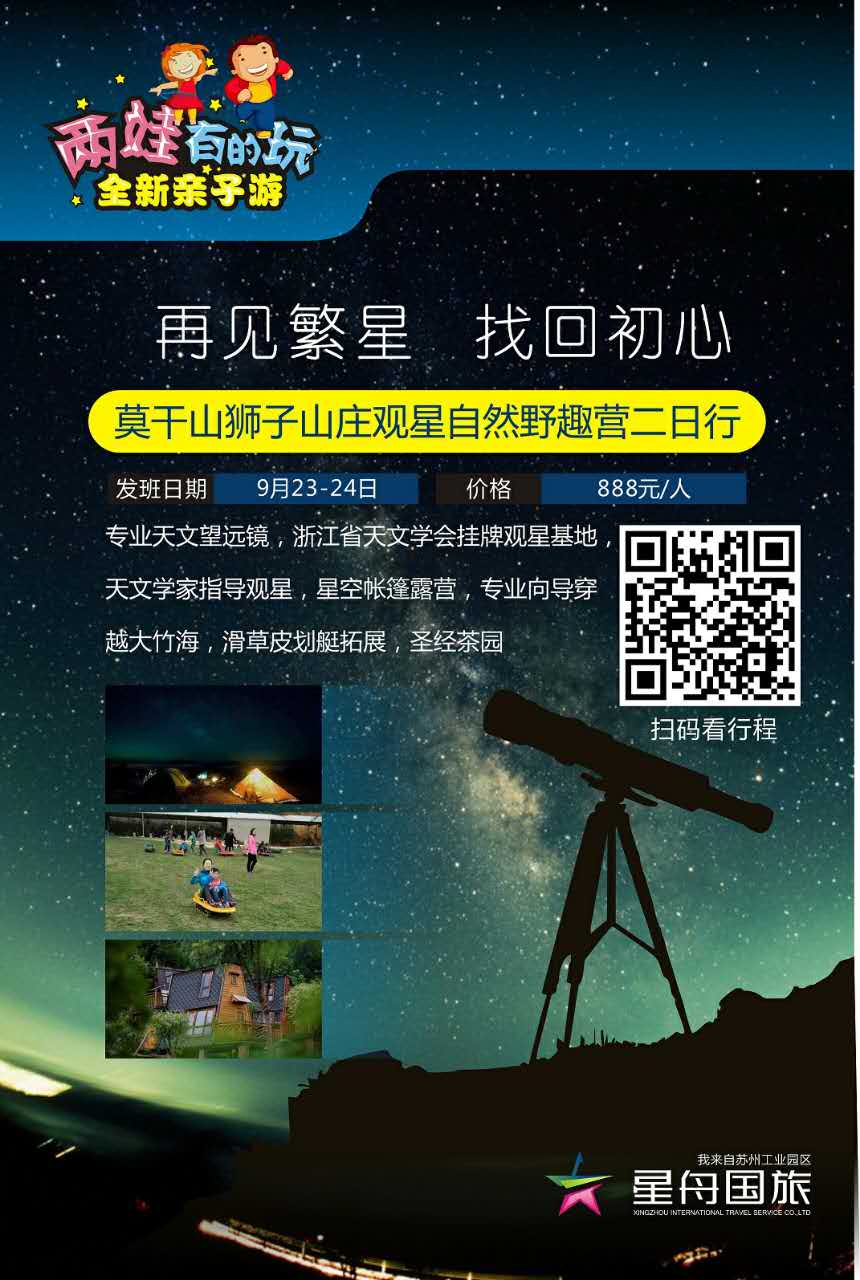 两娃有的玩
全新亲子游
再见繁星 找回初心
莫干山狮子山庄观星自然野趣营二日行
发班日期 9月23-24日 价格 888元/人
专业天文望远镜，浙江省天文学会挂牌观星基地，
天文学家指导观星，星空帐篷露营，专业向导穿
越大竹海，滑草皮划艇拓展，圣经茶园
扫码看行程
我来自苏州工业园区
星舟国旅
XINGZHOU INTERNATIONAL TRAVEL SERVICE CO.,LTD